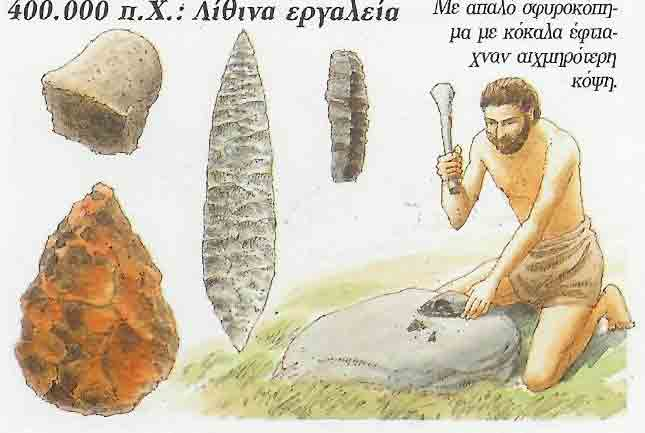 400.000 π.Χ.: Λίθινα εργαλεία
Με απαλό σφυροκόπη-
μα με κόκαλα έφτια-
χναν αιχμηρότερη
κόψη.